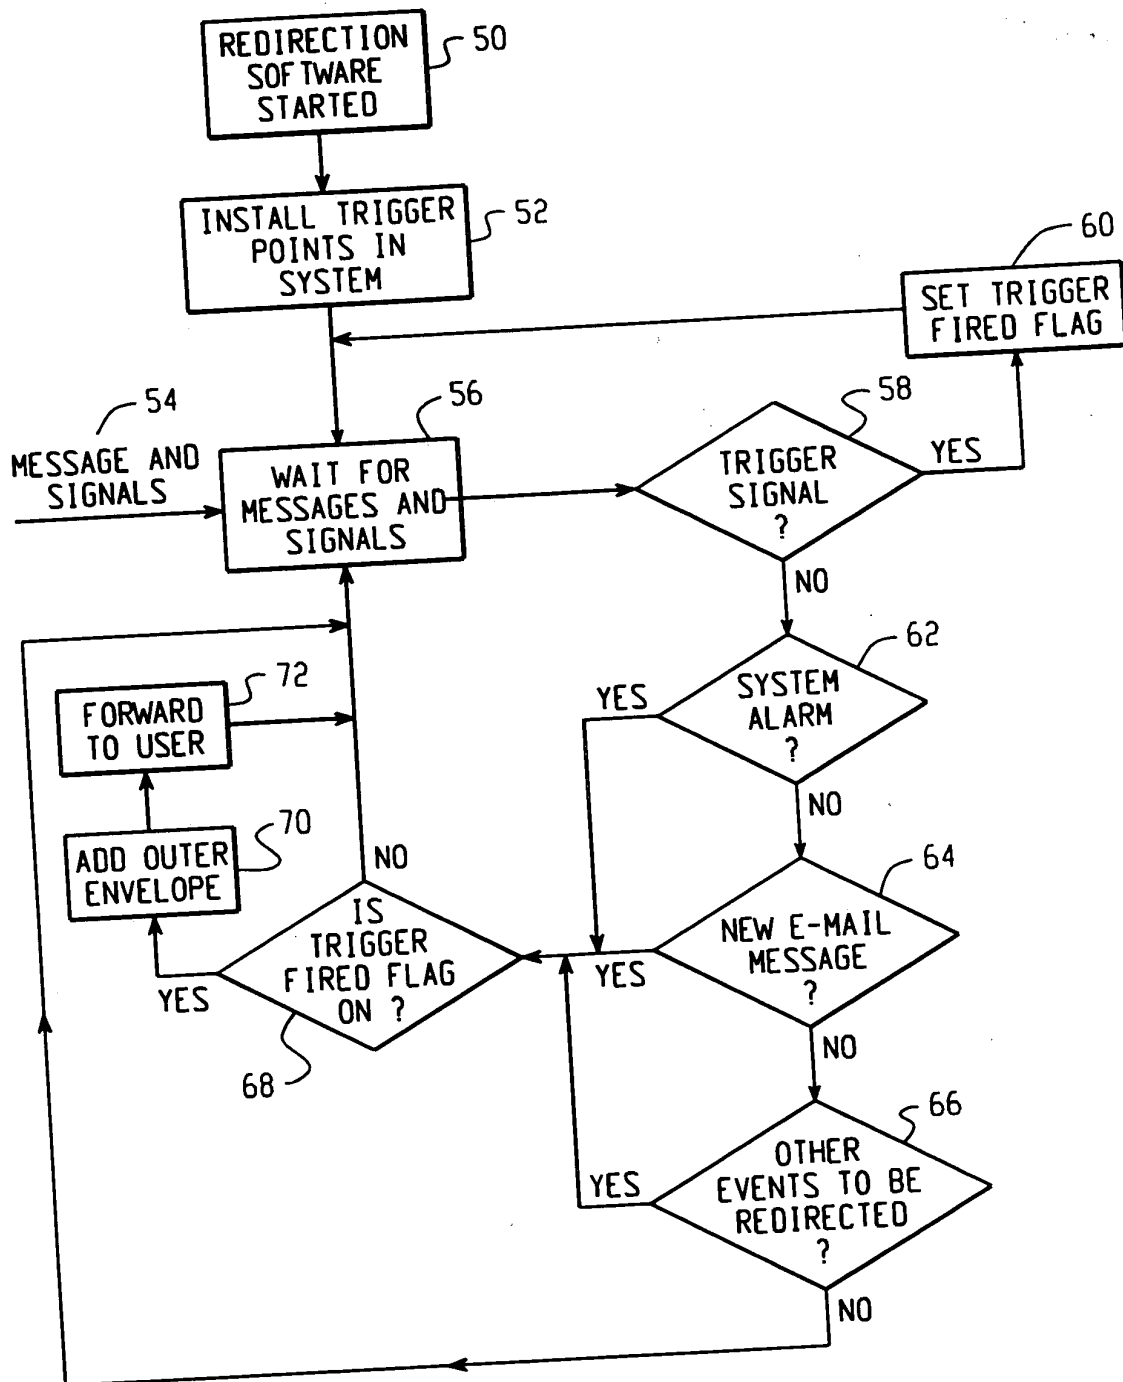 REDIRECTION
SOFTWARE
STARTED
50
INSTALL TRIGGER
POINTS IN
SYSTEM
52
60
SET TRIGGER
FIRED FLAG
54
MESSAGE AND
SIGNALS
56
WAIT FOR
MESSAGES AND
SIGNALS
58
TRIGGER
SIGNAL
?
YES
NO
62
SYSTEM
ALARM
?
YES
NO
72
FORWARD
TO USER
70
ADD OUTER
ENVELOPE
NO
IS
TRIGGER
FIRED FLAG
ON ?
YES
68
64
NEW E-MAIL
MESSAGE
?
YES
NO
66
OTHER
EVENTS TO BE
REDIRECTED
?
YES
NO